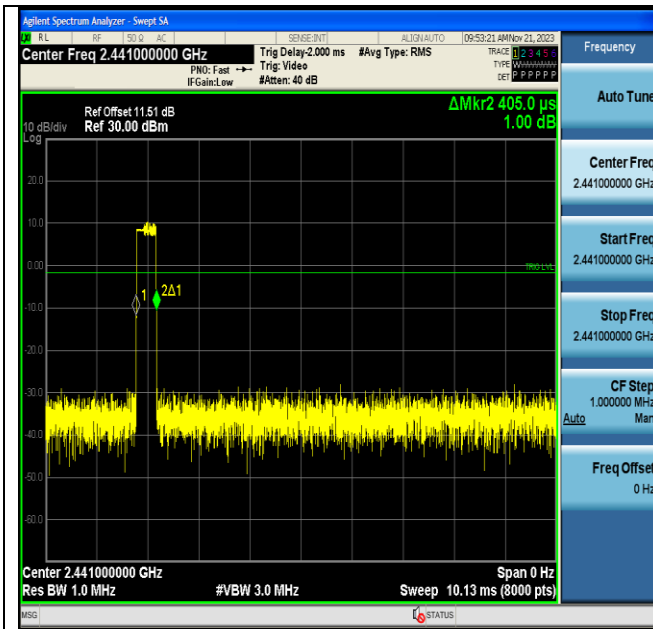 Agilent Spectrum Analyzer - Swept SA
RL RF 50 Ω AC SENSE:INT ALIGNAUTO 09:53:21 AMNov 21, 2023
Center Freq 2.441000000 GHz
PNO: Fast
IFGain:Low
Trig Delay-2.000 ms
Trig: Video
#Atten: 40 dB
#Avg Type: RMS
TRACE 1 2 3 4 5 6
TYPE
DET P P P P P P
Frequency
Auto Tune
Center Freq
2.441000000 GHz
Start Freq
2.441000000 GHz
Stop Freq
2.441000000 GHz
CF Step
1.000000 MHz
Auto Man
Freq Offset
0 Hz
ΔMkr2 405.0 µs
1.00 dB
Ref Offset 11.51 dB
10 dB/div Ref 30.00 dBm
Log
20.0
10.0
0.00
TRIG LVL
1
2Δ1
-10.0
-20.0
-30.0
-40.0
-50.0
-60.0
Center 2.441000000 GHz Span 0 Hz
Res BW 1.0 MHz #VBW 3.0 MHz Sweep 10.13 ms (8000 pts)
MSG STATUS